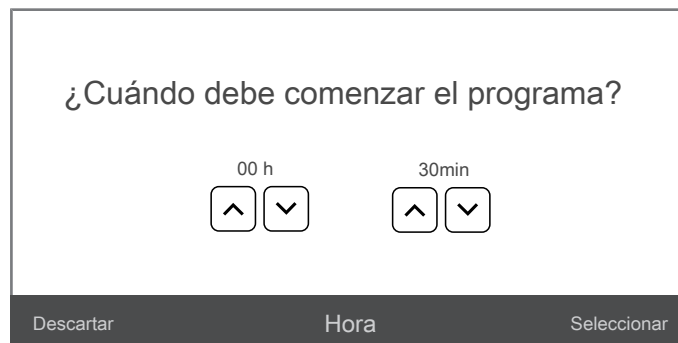 ¿Cuándo debe comenzar el programa?
00 h 30min
Descartar Hora Seleccionar